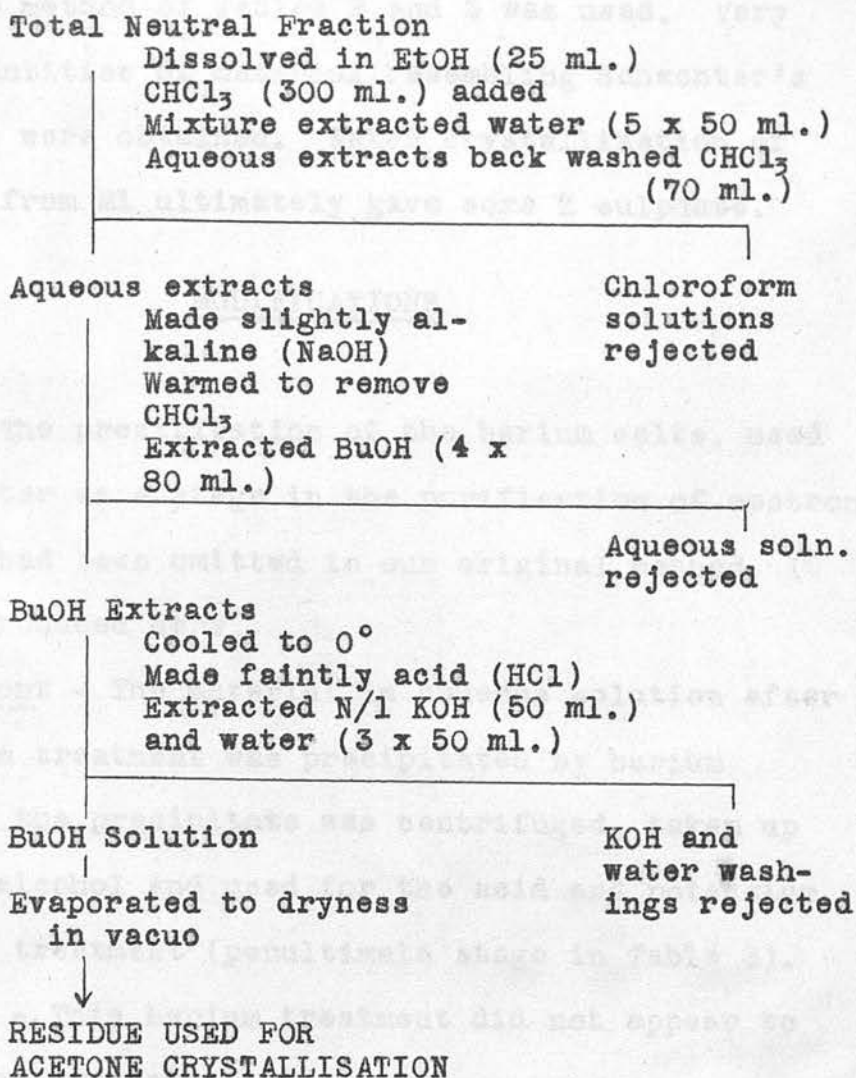 Total Neutral Fraction
Dissolved in EtOH (25 ml.)
CHCl₃ (300 ml.) added
Mixture extracted water (5 x 50 ml.)
Aqueous extracts back washed CHCl₃
(70 ml.)
Aqueous extracts
Made slightly al-
kaline (NaOH)
Warmed to remove
CHCl₃
Extracted BuOH (4 x
80 ml.)
Chloroform
solutions
rejected
Aqueous soln.
rejected
BuOH Extracts
Cooled to 0°
Made faintly acid (HCl)
Extracted N/1 KOH (50 ml.)
and water (3 x 50 ml.)
BuOH Solution
KOH and
water wash-
ings rejected
Evaporated to dryness
in vacuo
RESIDUE USED FOR
ACETONE CRYSTALLISATION